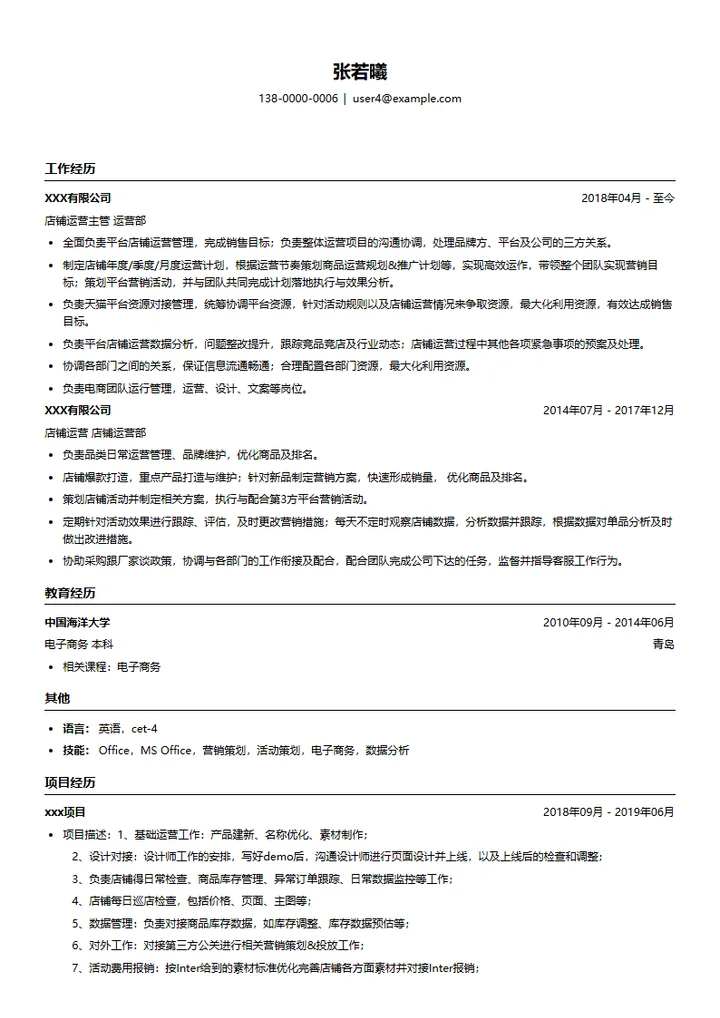 张若曦
138-0000-0006 | user4@example.com
工作经历
XXX有限公司 2018年04月 - 至今
店铺运营主管 运营部
• 全面负责平台店铺运营管理，完成销售目标；负责整体运营项目的沟通协调，处理品牌方、平台及公司的三方关系。
• 制定店铺年度/季度/月度运营计划，根据运营节奏策划商品运营规划&推广计划等，实现高效运作，带领整个团队实现营销目
标；策划平台营销活动，并与团队共同完成计划落地执行与效果分析。
• 负责天猫平台资源对接管理，统筹协调平台资源，针对活动规则以及店铺运营情况来争取资源，最大化利用资源，有效达成销售
目标。
• 负责平台店铺运营数据分析，问题整改提升，跟踪竞品竞店及行业动态；店铺运营过程中其他各项紧急事项的预案及处理。
• 协调各部门之间的关系，保证信息流通畅通；合理配置各部门资源，最大化利用资源。
• 负责电商团队运行管理，运营、设计、文案等岗位。
XXX有限公司 2014年07月 - 2017年12月
店铺运营 店铺运营部
• 负责品类日常运营管理、品牌维护，优化商品及排名。
• 店铺爆款打造，重点产品打造与维护；针对新品制定营销方案，快速形成销量， 优化商品及排名。
• 策划店铺活动并制定相关方案，执行与配合第3方平台营销活动。
• 定期针对活动效果进行跟踪、评估，及时更改营销措施；每天不定时观察店铺数据，分析数据并跟踪，根据数据对单品分析及时
做出改进措施。
• 协助采购跟厂家谈政策，协调与各部门的工作衔接及配合，配合团队完成公司下达的任务，监督并指导客服工作行为。
教育经历
中国海洋大学 2010年09月 - 2014年06月
电子商务 本科 青岛
• 相关课程：电子商务
其他
• 语言： 英语，cet-4
• 技能： Office，MS Office，营销策划，活动策划，电子商务，数据分析
项目经历
xxx项目 2018年09月 - 2019年06月
• 项目描述：1、基础运营工作：产品建新、名称优化、素材制作；
2、设计对接：设计师工作的安排，写好demo后，沟通设计师进行页面设计并上线，以及上线后的检查和调整；
3、负责店铺得日常检查、商品库存管理、异常订单跟踪、日常数据监控等工作；
4、店铺每日巡店检查，包括价格、页面、主图等；
5、数据管理：负责对接商品库存数据，如库存调整、库存数据预估等；
6、对外工作：对接第三方公关进行相关营销策划&投放工作；
7、活动费用报销：按Inter给到的素材标准优化完善店铺各方面素材并对接Inter报销；